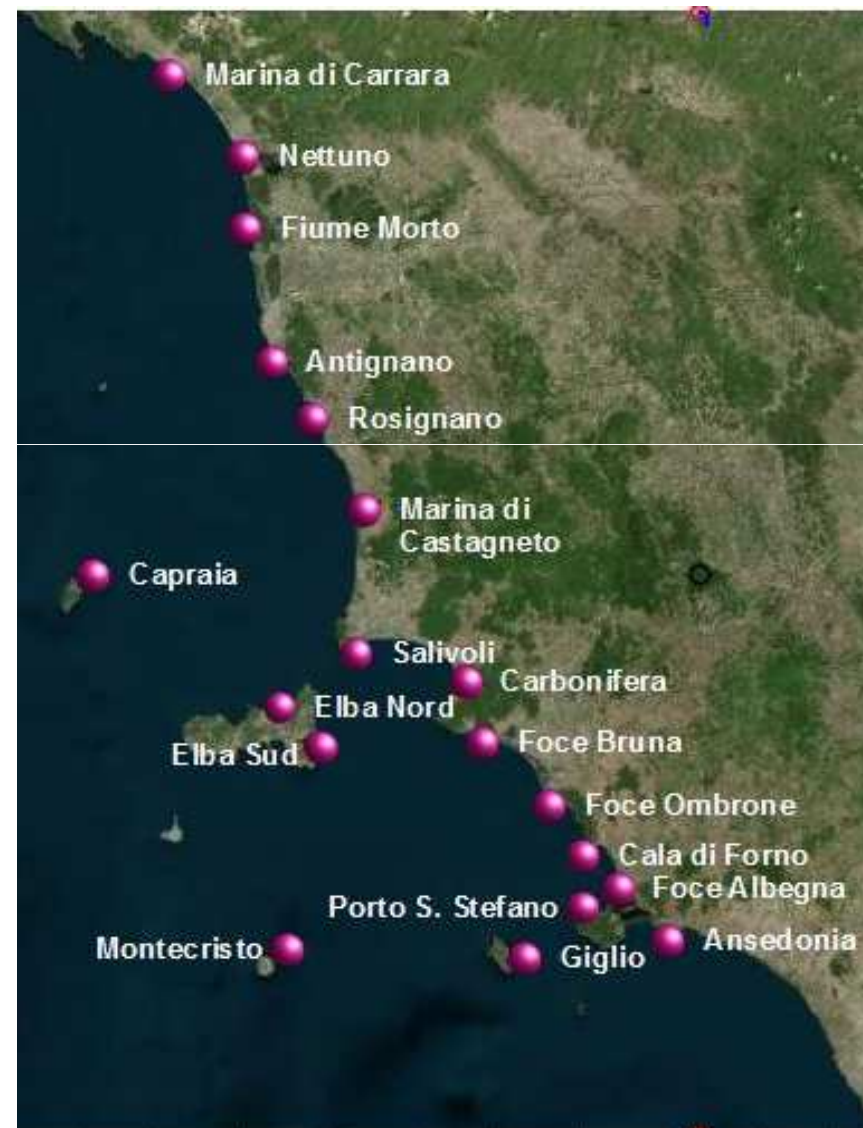 Marina di Carrara
Nettuno
Fiume Morto
Antignano
Rosignano
Marina di
Castagneto
Capraia
Salivoli
Carbonifera
Elba Nord
Foce Bruna
Elba Sud
Foce Ombrone
Cala di Forno
Foce Albegna
Porto S. Stefano
Ansedonia
Montecristo
Giglio